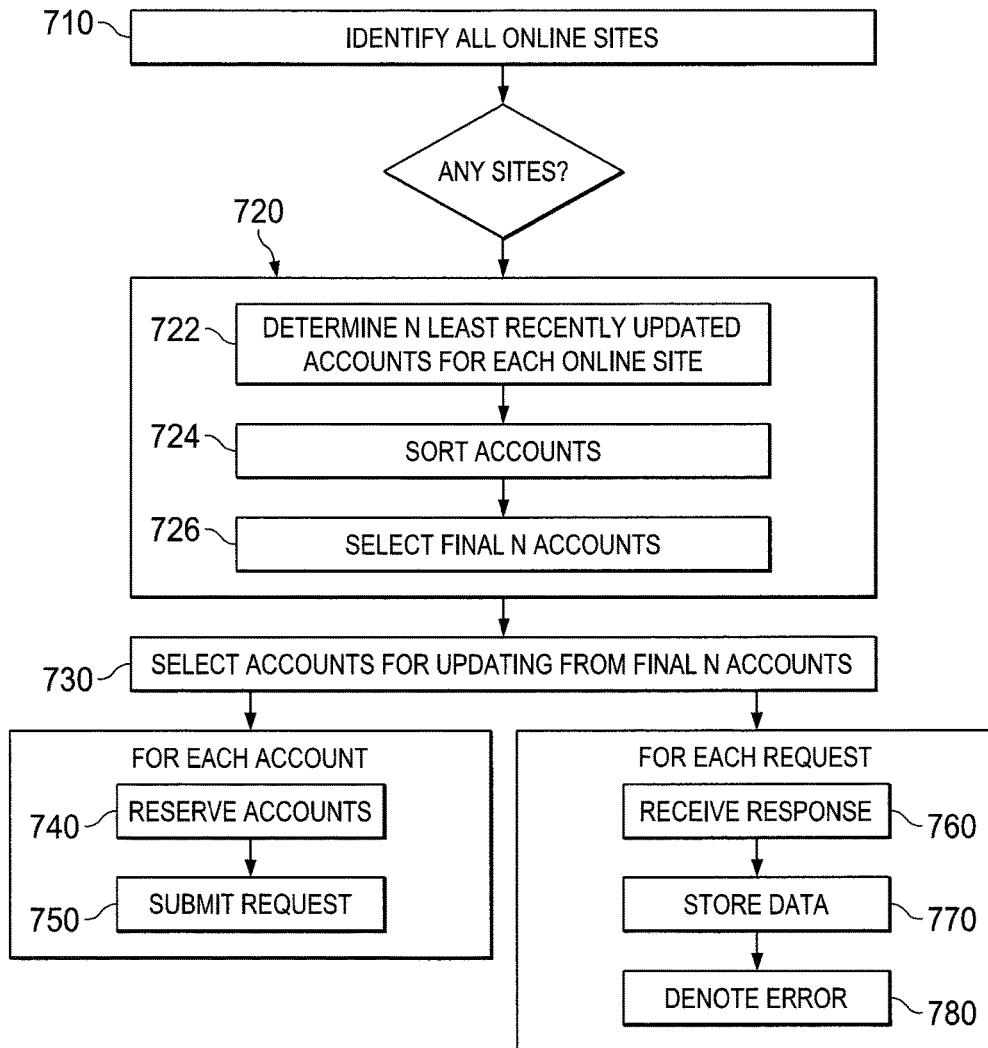 710
IDENTIFY ALL ONLINE SITES
ANY SITES?
720
722
DETERMINE N LEAST RECENTLY UPDATED
ACCOUNTS FOR EACH ONLINE SITE
724
SORT ACCOUNTS
726
SELECT FINAL N ACCOUNTS
730
SELECT ACCOUNTS FOR UPDATING FROM FINAL N ACCOUNTS
FOR EACH ACCOUNT
740
RESERVE ACCOUNTS
750
SUBMIT REQUEST
FOR EACH REQUEST
RECEIVE RESPONSE
760
STORE DATA
770
DENOTE ERROR
780